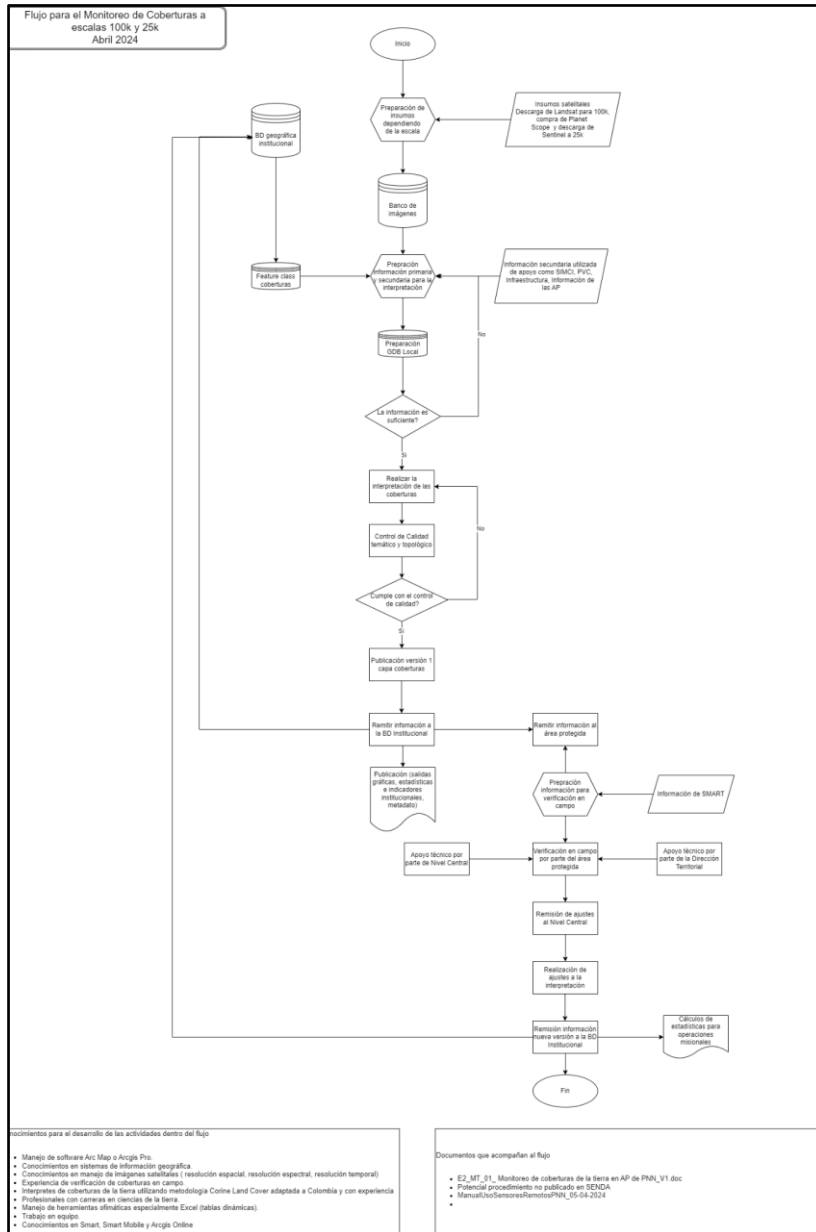 Flujo para el Monitoreo de Coberturas a
escalas 100k y 25k
Abril 2024
Inicio
Preparación de
insumos
dependiendo de
la escala
Insumos satelitales
Descarga de Landsat para 100k,
compra de Planet
Scope y descarga de
Sentinel a 25k
BD geográfica
institucional
Banco de
imágenes
Feature class
coberturas
Prepración
información primaria
y secundaria para la
interpretación
Información secundaria utilizada
de apoyo como SIMCI, PVC,
Infraestructura, Información de
las AP
Preparación
GDB Local
No
La información es
suficiente?
Si
Realizar la
interpretación de las
coberturas
Control de Calidad
temático y topológico
No
Cumple con el control
de calidad?
Si
Publicación versión 1
capa coberturas
Remitir infomación a
la BD Institucional
Remitir información al
área protegida
Publicación (salidas
gráficas, estadísticas
e indicadores
institucionales,
metadato)
Prepración
información para
verificación en
campo
Información de SMART
Apoyo técnico por
parte de Nivel Central
Verificación en campo
por parte del área
protegida
Apoyo técnico por
parte de la Dirección
Territorial
Remisión de ajustes
al Nivel Central
Realización de
ajustes a la
interpretación
Remisión información
nueva versión a la BD
Institucional
Cálculos de
estadísticas para
operaciones
misionales
Fin
nocimientos para el desarrollo de las actividades dentro del flujo
• Manejo de software Arc Map o Arcgis Pro.
• Conocimientos en sistemas de información geográfica.
• Conocimientos en manejo de imágenes satelitales ( resolución espacial, resolución espectral, resolución temporal)
• Experiencia de verificación de coberturas en campo.
• Interpretes de coberturas de la tierra utilizando metodología Corine Land Cover adaptada a Colombia y con experiencia
• Profesionales con carreras en ciencias de la tierra.
• Manejo de herramientas ofimáticas especialmente Excel (tablas dinámicas).
• Trabajo en equipo.
• Conocimientos en Smart, Smart Mobile y Arcgis Online
Documentos que acompañan al flujo
• E2_MT_01_ Monitoreo de coberturas de la tierra en AP de PNN_V1.doc
• Potencial procedimiento no publicado en SENDA
• ManualUsoSensoresRemotosPNN_05-04-2024
•